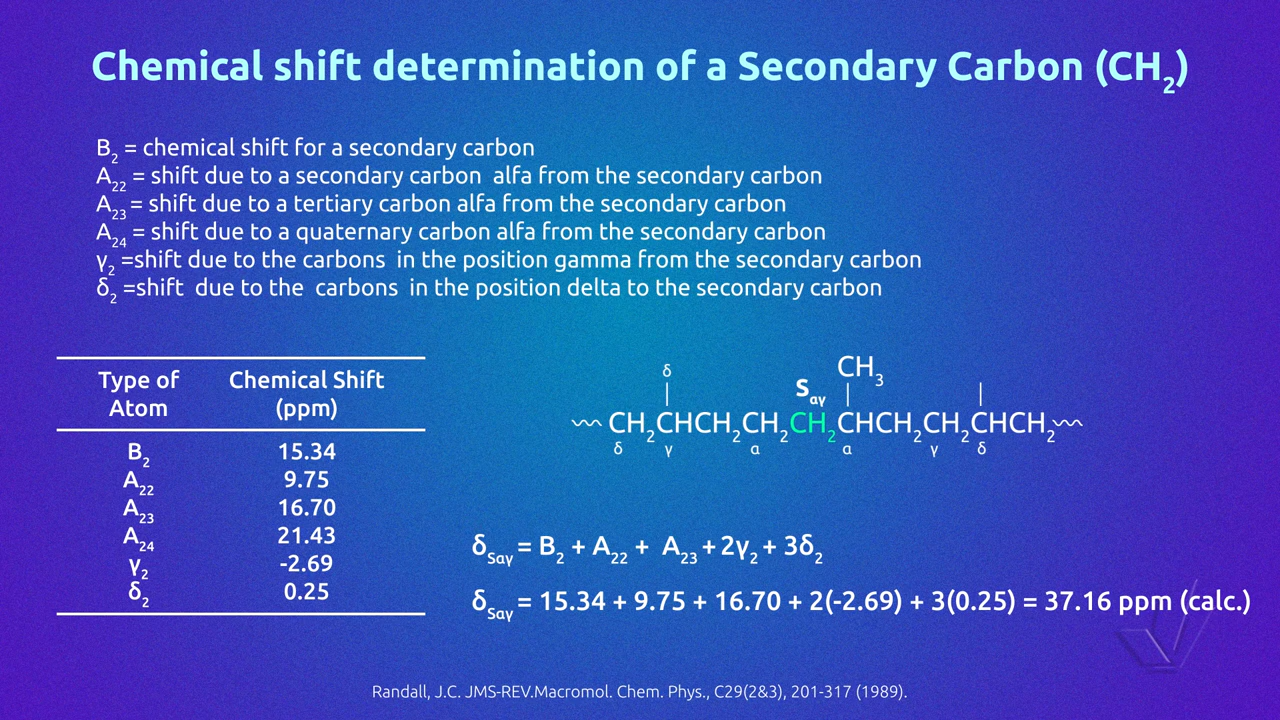 Chemical shift determination of a Secondary Carbon (CH₂)
B₂ = chemical shift for a secondary carbon
A₂₂ = shift due to a secondary carbon alfa from the secondary carbon
A₂₃ = shift due to a tertiary carbon alfa from the secondary carbon
A₂₄ = shift due to a quaternary carbon alfa from the secondary carbon
γ₂ =shift due to the carbons in the position gamma from the secondary carbon
δ₂ =shift due to the carbons in the position delta to the secondary carbon
Type of Atom Chemical Shift (ppm)
B₂ 15.34
A₂₂ 9.75
A₂₃ 16.70
A₂₄ 21.43
γ₂ -2.69
δ₂ 0.25
CH₃
δ Sαγ
CH₂CHCH₂CH₂CH₂CHCH₂CH₂CHCH₂
δ γ α α γ δ
δSαγ = B₂ + A₂₂ + A₂₃ + 2γ₂ + 3δ₂
δSαγ = 15.34 + 9.75 + 16.70 + 2(-2.69) + 3(0.25) = 37.16 ppm (calc.)
Randall, J.C. JMS-REV.Macromol. Chem. Phys., C29(2&3), 201-317 (1989).